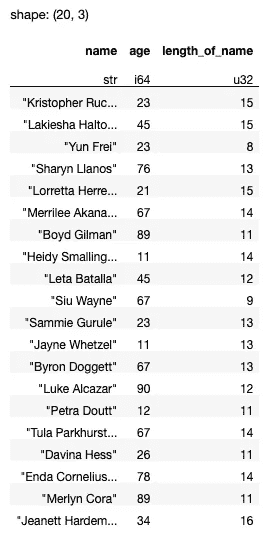 shape: (20, 3)
name age length_of_name
str i64 u32
"Kristopher Ruc... 23 15
"Lakiesha Halto... 45 15
"Yun Frei" 23 8
"Sharyn Llanos" 76 13
"Lorretta Herre... 21 15
"Merrilee Akana... 67 14
"Boyd Gilman" 89 11
"Heidy Smalling... 11 14
"Leta Batalla" 45 12
"Siu Wayne" 67 9
"Sammie Gurule" 23 13
"Jayne Whetzel" 11 13
"Byron Doggett" 67 13
"Luke Alcazar" 90 12
"Petra Doutt" 12 11
"Tula Parkhurst... 67 14
"Davina Hess" 26 11
"Enda Cornelius... 78 14
"Merlyn Cora" 89 11
"Jeanett Hardem... 34 16